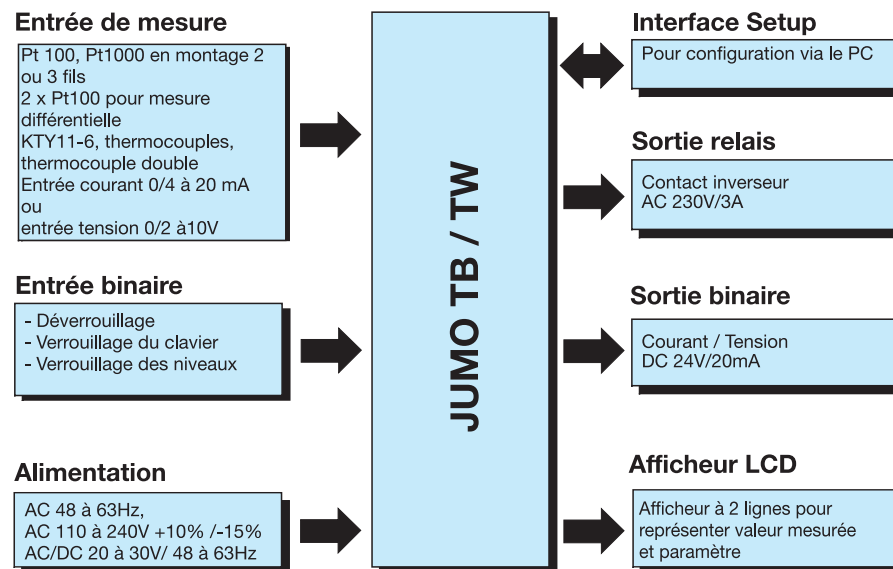 Entrée de mesure
Pt 100, Pt1000 en montage 2
ou 3 fils
2 x Pt100 pour mesure
différentielle
KTY11-6, thermocouples,
thermocouple double
Entrée courant 0/4 à 20 mA
ou
entrée tension 0/2 à10V
Entrée binaire
- Déverrouillage
- Verrouillage du clavier
- Verrouillage des niveaux
Alimentation
AC 48 à 63Hz,
AC 110 à 240V +10% /-15%
AC/DC 20 à 30V/ 48 à 63Hz
JUMO TB / TW
Interface Setup
Pour configuration via le PC
Sortie relais
Contact inverseur
AC 230V/3A
Sortie binaire
Courant / Tension
DC 24V/20mA
Afficheur LCD
Afficheur à 2 lignes pour
représenter valeur mesurée
et paramètre